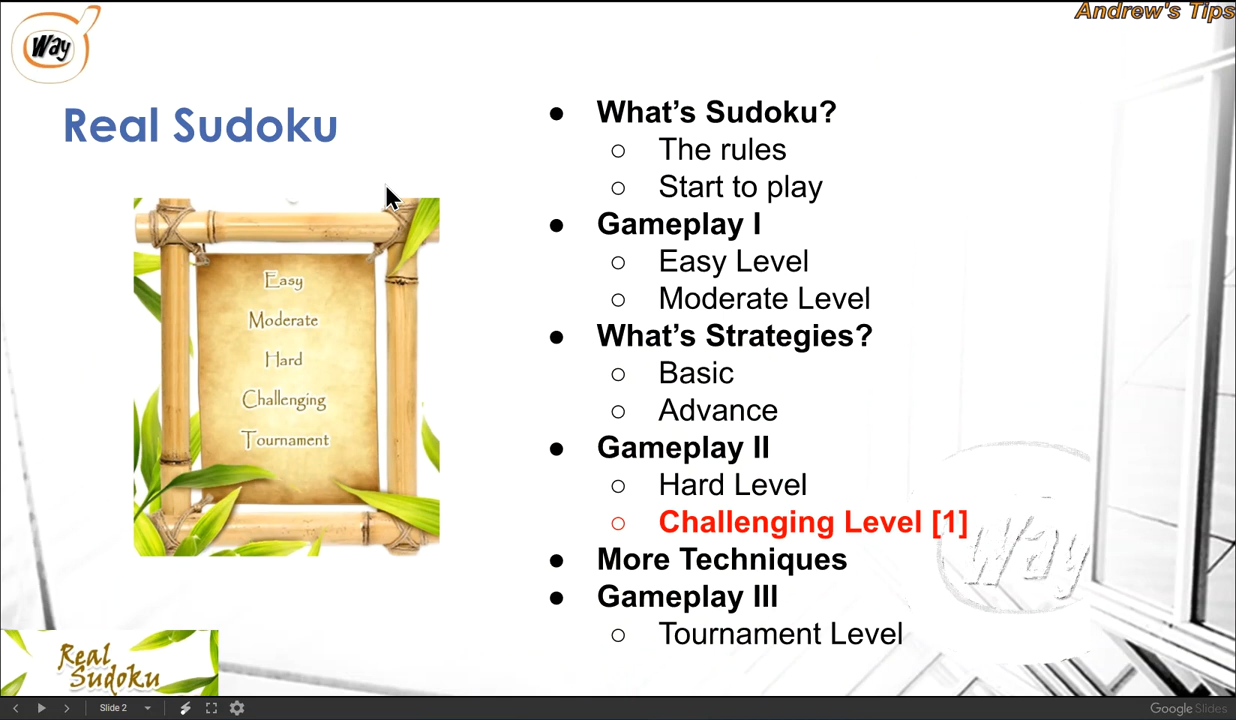 Andrew's Tips
Way
Real Sudoku
Easy
Moderate
Hard
Challenging
Tournament
● What’s Sudoku?
○ The rules
○ Start to play
● Gameplay I
○ Easy Level
○ Moderate Level
● What’s Strategies?
○ Basic
○ Advance
● Gameplay II
○ Hard Level
○ Challenging Level [1]
● More Techniques
● Gameplay III
○ Tournament Level
Way
Real
Sudoku
Slide 2
Google Slides